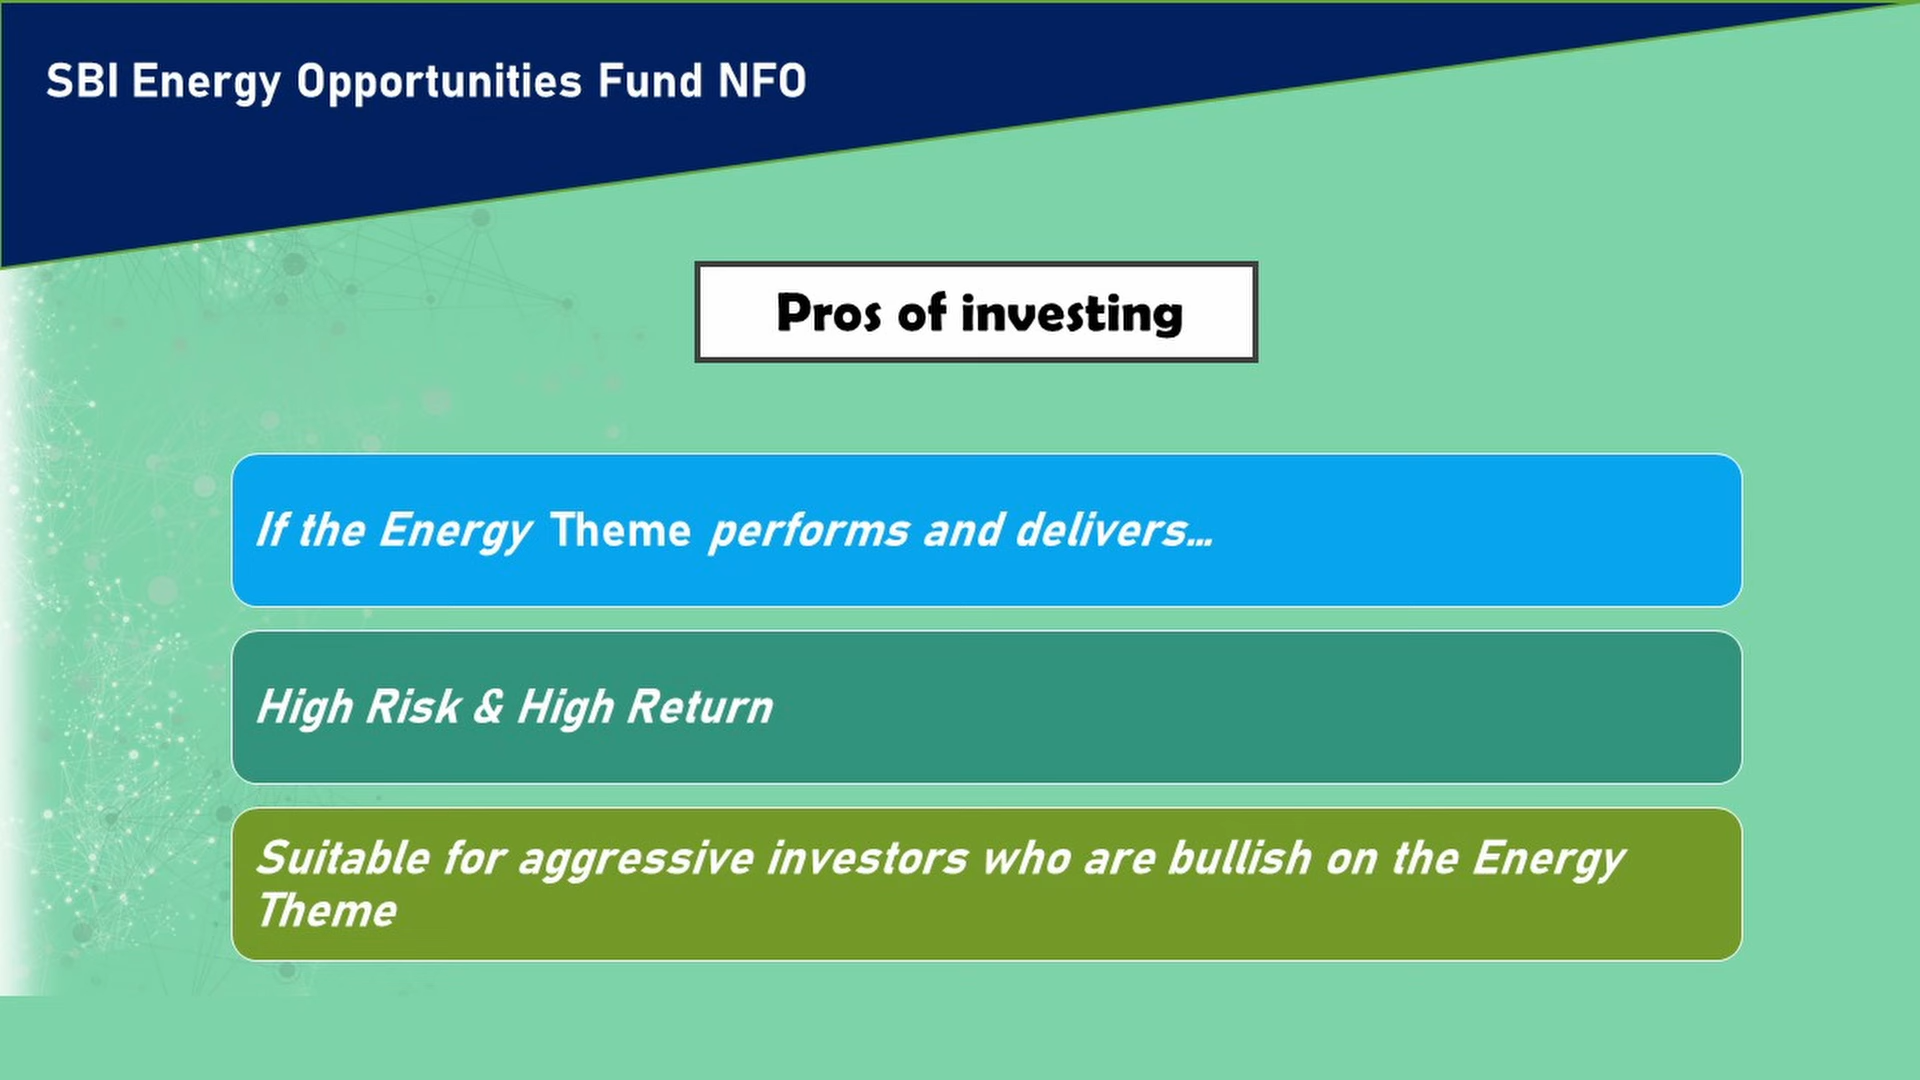 SBI Energy Opportunities Fund NFO
Pros of investing
If the Energy Theme performs and delivers...
High Risk & High Return
Suitable for aggressive investors who are bullish on the Energy
Theme